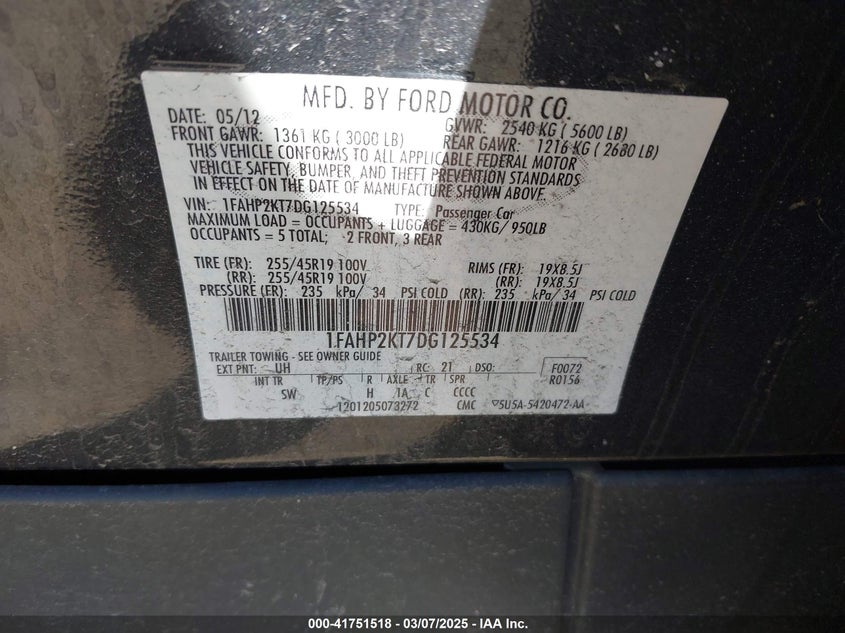 MFD. BY FORD MOTOR CO.
DATE: 05/12 GVWR: 2540 KG ( 5600 LB)
FRONT GAWR: 1361 KG ( 3000 LB) REAR GAWR: 1216 KG ( 2680 LB)
THIS VEHICLE CONFORMS TO ALL APPLICABLE FEDERAL MOTOR
VEHICLE SAFETY, BUMPER, AND THEFT PREVENTION STANDARDS
IN EFFECT ON THE DATE OF MANUFACTURE SHOWN ABOVE.
VIN: 1FAHP2KT7DG125534 TYPE: Passenger Car
MAXIMUM LOAD = OCCUPANTS + LUGGAGE = 430KG/ 950LB
OCCUPANTS = 5 TOTAL; 2 FRONT, 3 REAR
TIRE (FR): 255/45R19 100V RIMS (FR): 19X8.5J
(RR): 255/45R19 100V (RR): 19X8.5J
PRESSURE (FR): 235 kPa/ 34 PSI COLD (RR): 235 kPa/ 34 PSI COLD
1FAHP2KT7DG125534
TRAILER TOWING - SEE OWNER GUIDE
EXT PNT: UH RC: 21 DSO: F0072
INT TR TP/PS R AXLE TR SPR R0156
SW H 1A C CCCC
1201205073272 CMC 5U5A-5420472-AA
000-41751518 - 03/07/2025 - IAA Inc.